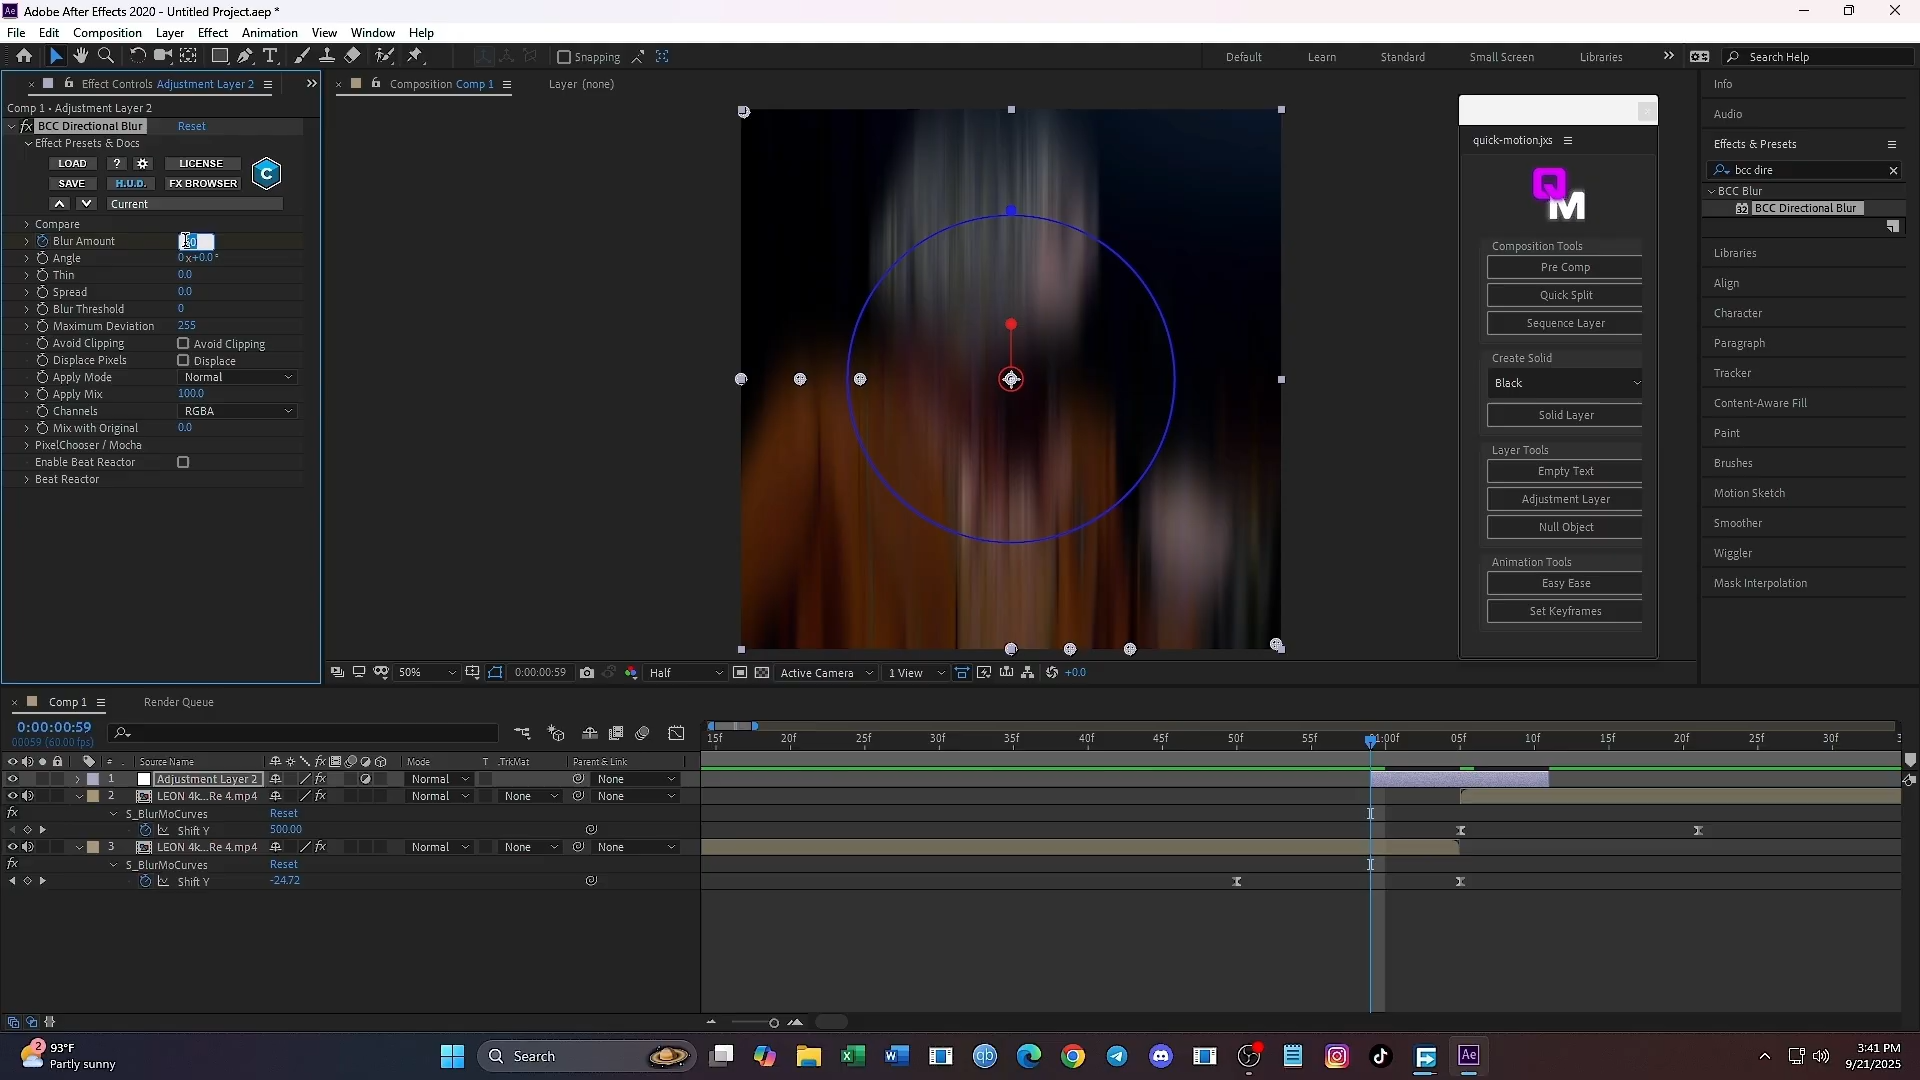 Adobe After Effects 2020 - Untitled Project.aep *
File Edit Composition Layer Effect Animation View Window Help
Snapping
Default Learn Standard Small Screen Libraries
Search Help
Effect Controls Adjustment Layer 2
Comp 1 • Adjustment Layer 2
fx BCC Directional Blur Reset
Effect Presets & Docs
LOAD ? LICENSE
SAVE H.U.D. FX BROWSER
Current
Compare
Blur Amount
Angle 0x+0.0°
Thin 0.0
Spread 0.0
Blur Threshold 0
Maximum Deviation 255
Avoid Clipping Avoid Clipping
Displace Pixels Displace
Apply Mode Normal
Apply Mix 100.0
Channels RGBA
Mix with Original 0.0
PixelChooser / Mocha
Enable Beat Reactor
Beat Reactor
Composition Comp 1
Layer (none)
50% 0:00:00:59 Half Active Camera 1 View +0.0
quick-motion.jxs
QM
Composition Tools
Pre Comp
Quick Split
Sequence Layer
Create Solid
Black
Solid Layer
Layer Tools
Empty Text
Adjustment Layer
Null Object
Animation Tools
Easy Ease
Set Keyframes
Info
Audio
Effects & Presets
bcc dire
BCC Blur
32 BCC Directional Blur
Libraries
Align
Character
Paragraph
Tracker
Content-Aware Fill
Paint
Brushes
Motion Sketch
Smoother
Wiggler
Mask Interpolation
Comp 1 Render Queue
0:00:00:59
00059 (60.00 fps)
15f 20f 25f 30f 35f 40f 45f 50f 55f 05f 10f 15f 20f 25f 30f
# Source Name Mode T .TrkMat Parent & Link
1 Adjustment Layer 2 Normal None
2 LEON 4k...Re 4.mp4 Normal None None
fx S_BlurMoCurves Reset
Shift Y 500.00
3 LEON 4k...Re 4.mp4 Normal None None
fx S_BlurMoCurves Reset
Shift Y -24.72
2 93°F
Partly sunny
Search
Ae
3:41 PM
9/21/2025